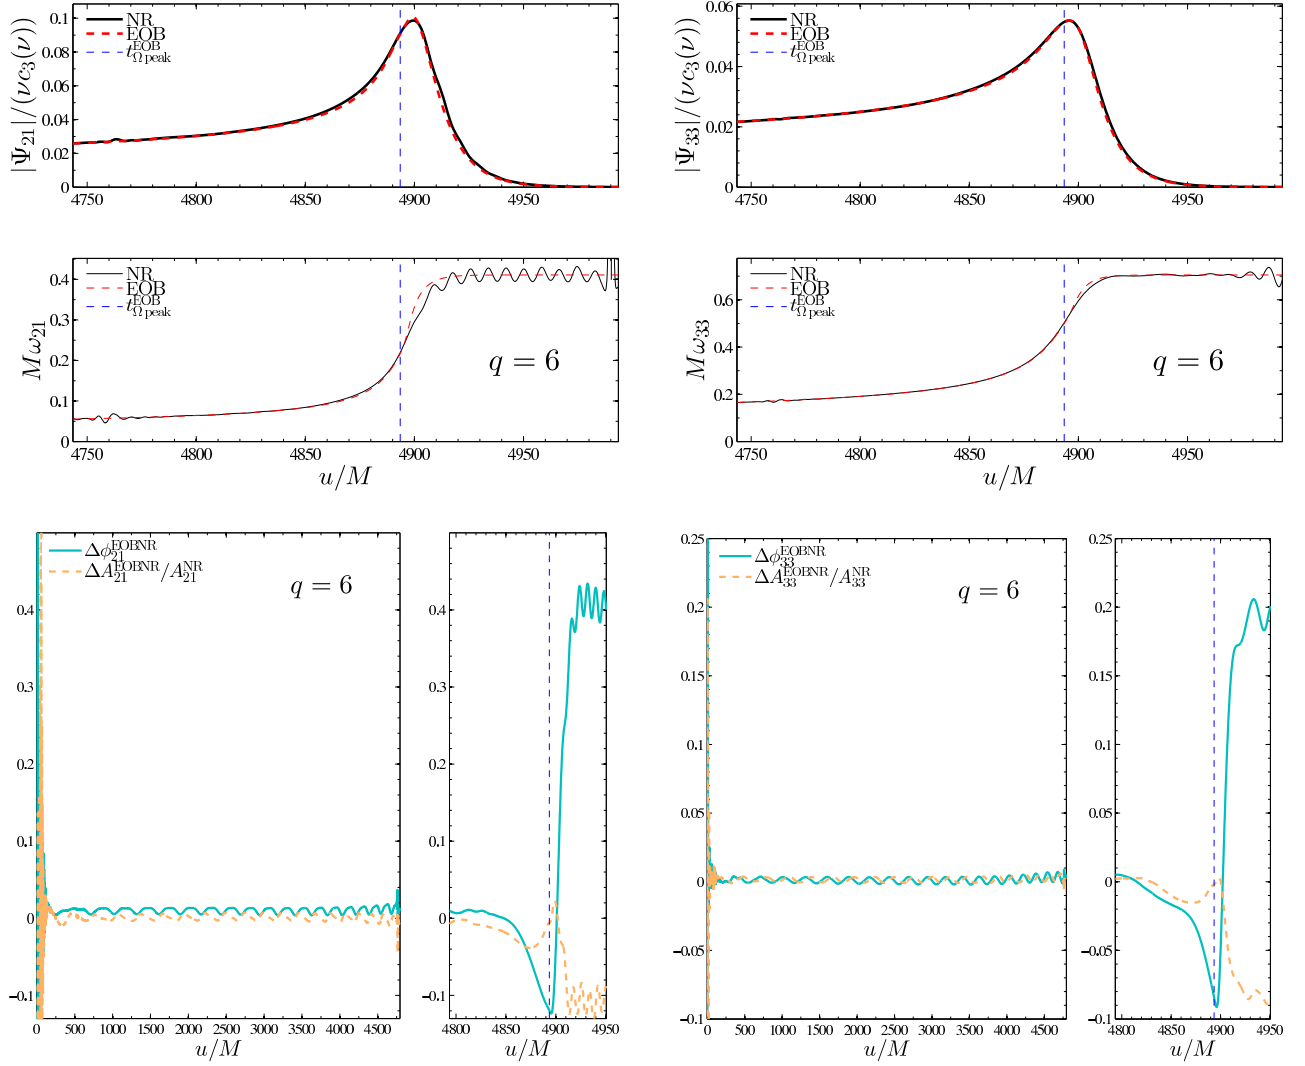 |Ψ21|/(νc3(ν))
0.1
0.08
0.06
0.04
0.02
0
NR
EOB
t^EOB_Ω peak
4750 4800 4850 4900 4950
|Ψ33|/(νc3(ν))
0.06
0.04
0.02
0
NR
EOB
t^EOB_Ω peak
4750 4800 4850 4900 4950
Mω21
0.4
0.3
0.2
0.1
0
NR
EOB
t^EOB_Ω peak
q = 6
4750 4800 4850 4900 4950
u/M
Mω33
0.6
0.4
0.2
0
NR
EOB
t^EOB_Ω peak
q = 6
4750 4800 4850 4900 4950
u/M
Δϕ^EOBNR_21
ΔA^EOBNR_21/A^NR_21
q = 6
0.4
0.3
0.2
0.1
0
−0.1
0 500 1000 1500 2000 2500 3000 3500 4000 4500
u/M
0.4
0.3
0.2
0.1
0
−0.1
4800 4850 4900 4950
u/M
Δϕ^EOBNR_33
ΔA^EOBNR_33/A^NR_33
q = 6
0.25
0.2
0.15
0.1
0.05
0
−0.05
−0.1
0 500 1000 1500 2000 2500 3000 3500 4000 4500
u/M
0.25
0.2
0.15
0.1
0.05
0
−0.05
−0.1
4800 4850 4900 4950
u/M